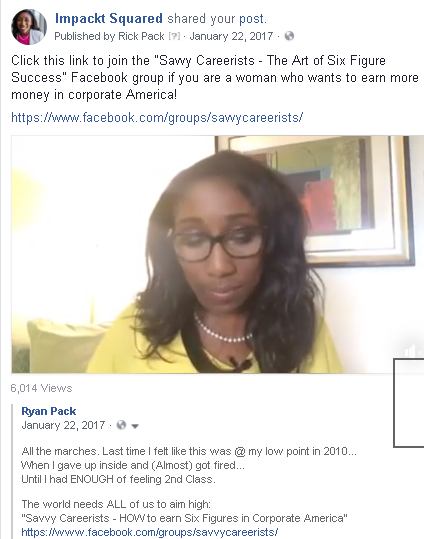 Impackt Squared shared your post.
Published by Rick Pack [?] · January 22, 2017 ·
Click this link to join the "Savvy Careerists - The Art of Six Figure
Success" Facebook group if you are a woman who wants to earn more
money in corporate America!
https://www.facebook.com/groups/savvycareerists/
6,014 Views
Ryan Pack
January 22, 2017 ·
All the marches. Last time I felt like this was @ my low point in 2010...
When I gave up inside and (Almost) got fired...
Until I had ENOUGH of feeling 2nd Class.
The world needs ALL of us to aim high:
"Savvy Careerists - HOW to earn Six Figures in Corporate America"
https://www.facebook.com/groups/savvycareerists/